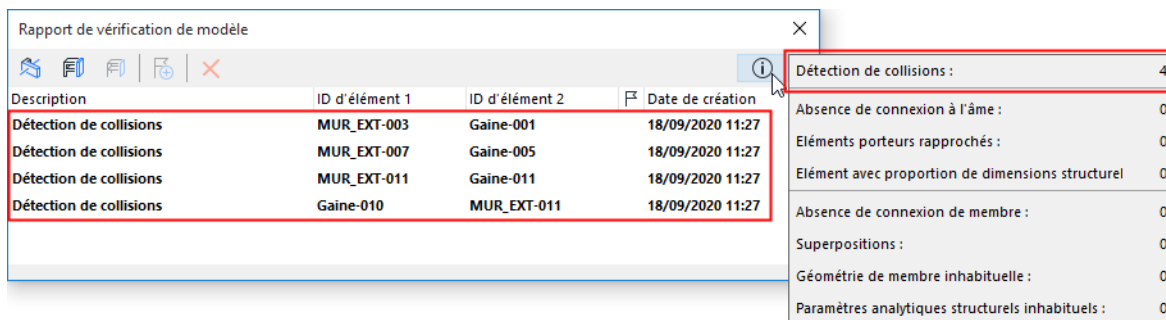 Rapport de vérification de modèle
Description ID d'élément 1 ID d'élément 2 Date de création
Détection de collisions MUR_EXT-003 Gaine-001 18/09/2020 11:27
Détection de collisions MUR_EXT-007 Gaine-005 18/09/2020 11:27
Détection de collisions MUR_EXT-011 Gaine-011 18/09/2020 11:27
Détection de collisions Gaine-010 MUR_EXT-011 18/09/2020 11:27
Détection de collisions : 4
Absence de connexion à l'âme : 0
Eléments porteurs rapprochés : 0
Elément avec proportion de dimensions structurel 0
Absence de connexion de membre : 0
Superpositions : 0
Géométrie de membre inhabituelle : 0
Paramètres analytiques structurels inhabituels : 0